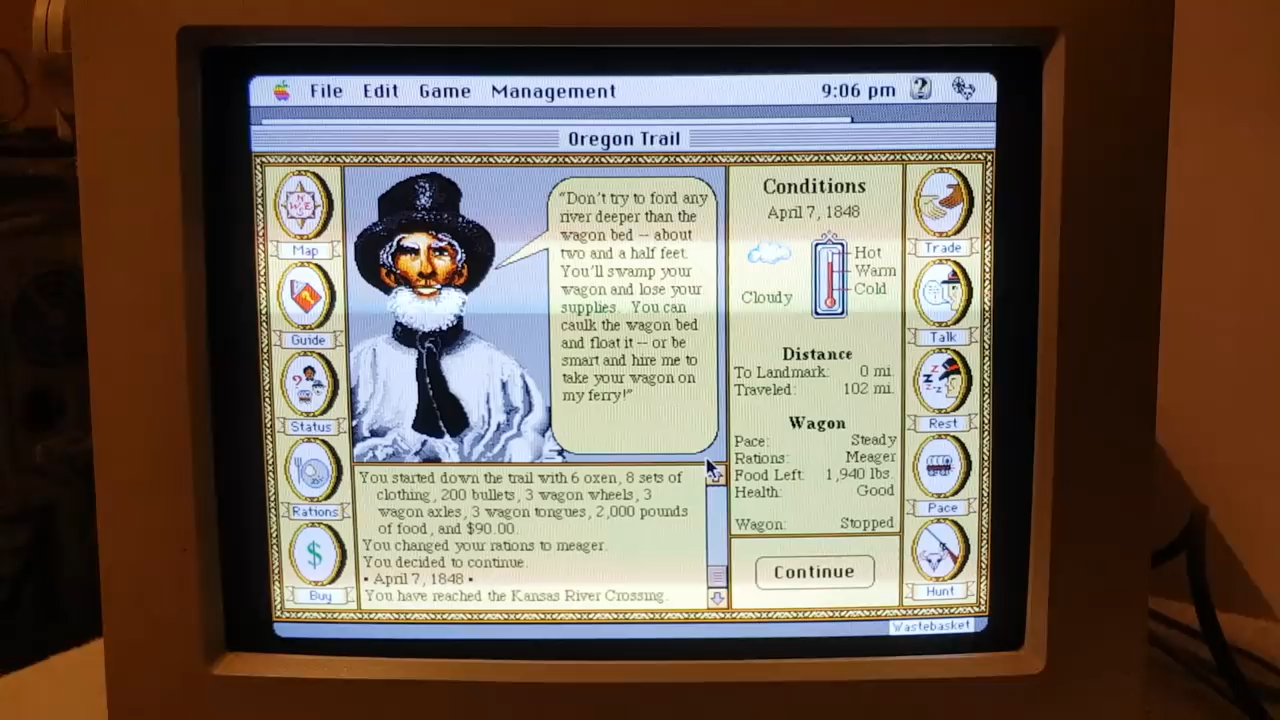 File Edit Game Management 9:06 pm
Oregon Trail
Map
Guide
Status
Rations
Buy
"Don't try to ford any
river deeper than the
wagon bed -- about
two and a half feet.
You'll swamp your
wagon and lose your
supplies. You can
caulk the wagon bed
and float it -- or be
smart and hire me to
take your wagon on
my ferry!"
You started down the trail with 6 oxen, 8 sets of
clothing, 200 bullets, 3 wagon wheels, 3
wagon axles, 3 wagon tongues, 2,000 pounds
of food, and $90.00.
You changed your rations to meager.
You decided to continue.
• April 7, 1848 •
You have reached the Kansas River Crossing.
Conditions
April 7, 1848
Hot
Warm
Cold
Cloudy
Distance
To Landmark: 0 mi.
Traveled: 102 mi.
Wagon
Pace: Steady
Rations: Meager
Food Left: 1,940 lbs.
Health: Good
Wagon: Stopped
Continue
Trade
Talk
Rest
Pace
Hunt
Wastebasket